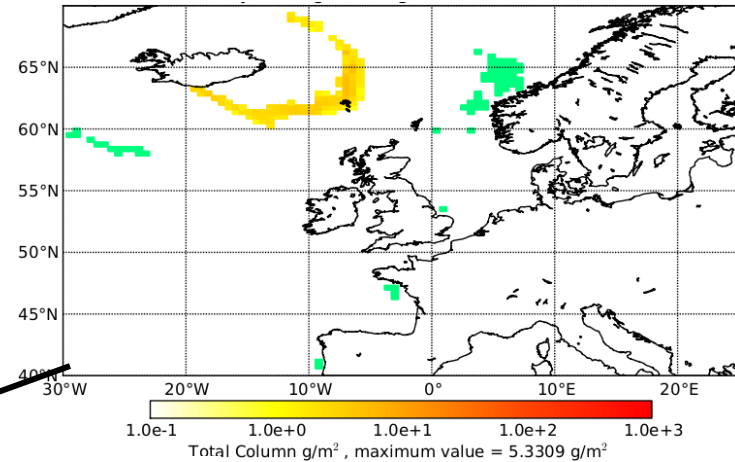 65°N
60°N
55°N
50°N
45°N
40°N
30°W 20°W 10°W 0° 10°E 20°E
1.0e-1 1.0e+0 1.0e+1 1.0e+2 1.0e+3
Total Column g/m² , maximum value = 5.3309 g/m²